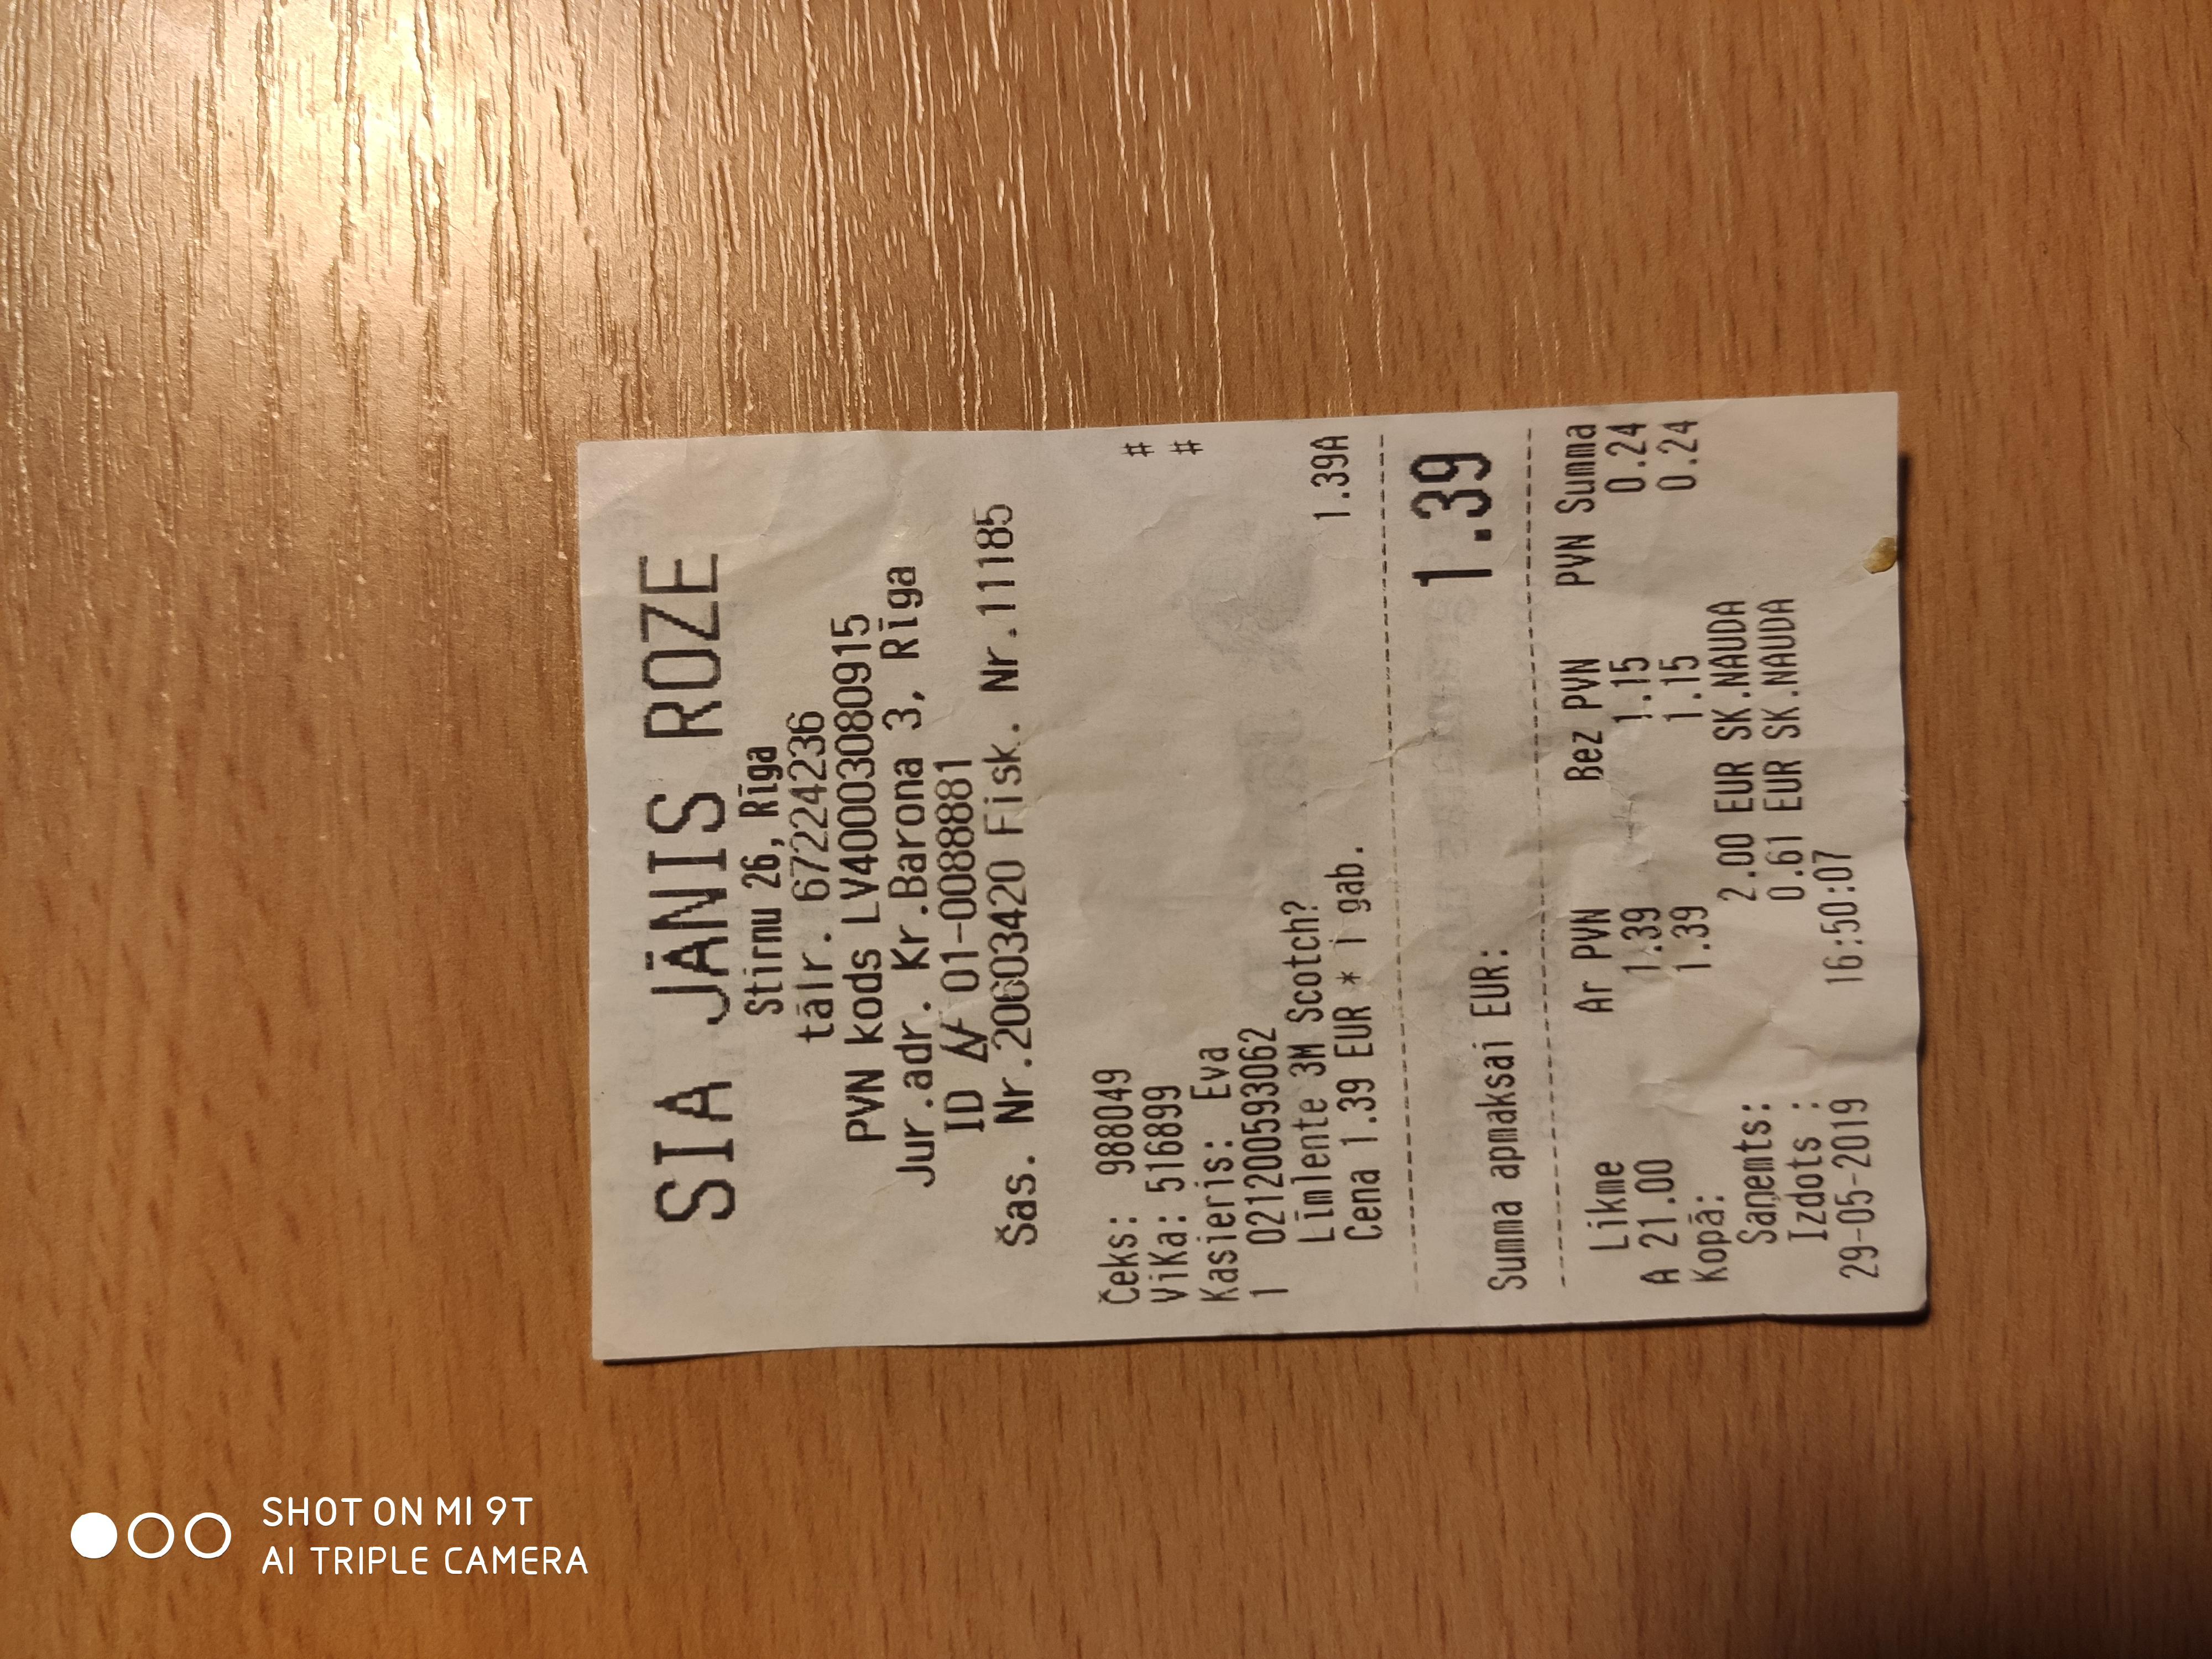 SIA JĀNIS ROZE
Stirnu 26, Rīga
tālr. 67224236
PVN kods LV40003080915
Jur.adr. Kr.Barona 3, Rīga
ID № 01-008881
Šas. Nr.20603420 Fisk. Nr.11185
Čeks: 988049 #
ViKa: 516899 #
Kasieris: Eva
1 021200593062
Līmlente 3M Scotch?
Cena 1.39 EUR * 1 gab. 1.39A
Summa apmaksai EUR: 1.39
Likme Ar PVN Bez PVN PVN Summa
A 21.00 1.39 1.15 0.24
Kopā: 1.39 1.15 0.24
Saņemts: 2.00 EUR SK.NAUDA
Izdots : 0.61 EUR SK.NAUDA
29-05-2019 16:50:07
SHOT ON MI 9T
AI TRIPLE CAMERA